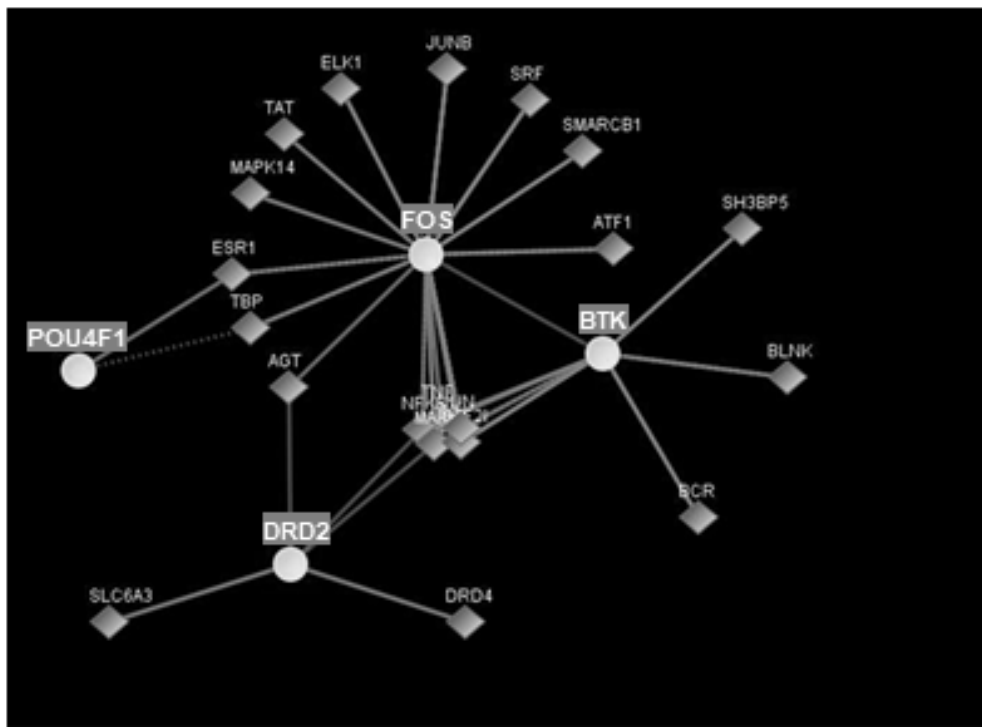 JUNB
ELK1
SRF
TAT
SMARCB1
MAPK14
SH3BP5
FOS
ATF1
ESR1
TBP
BTK
POU4F1
BLNK
AGT
BCR
DRD2
SLC6A3
DRD4